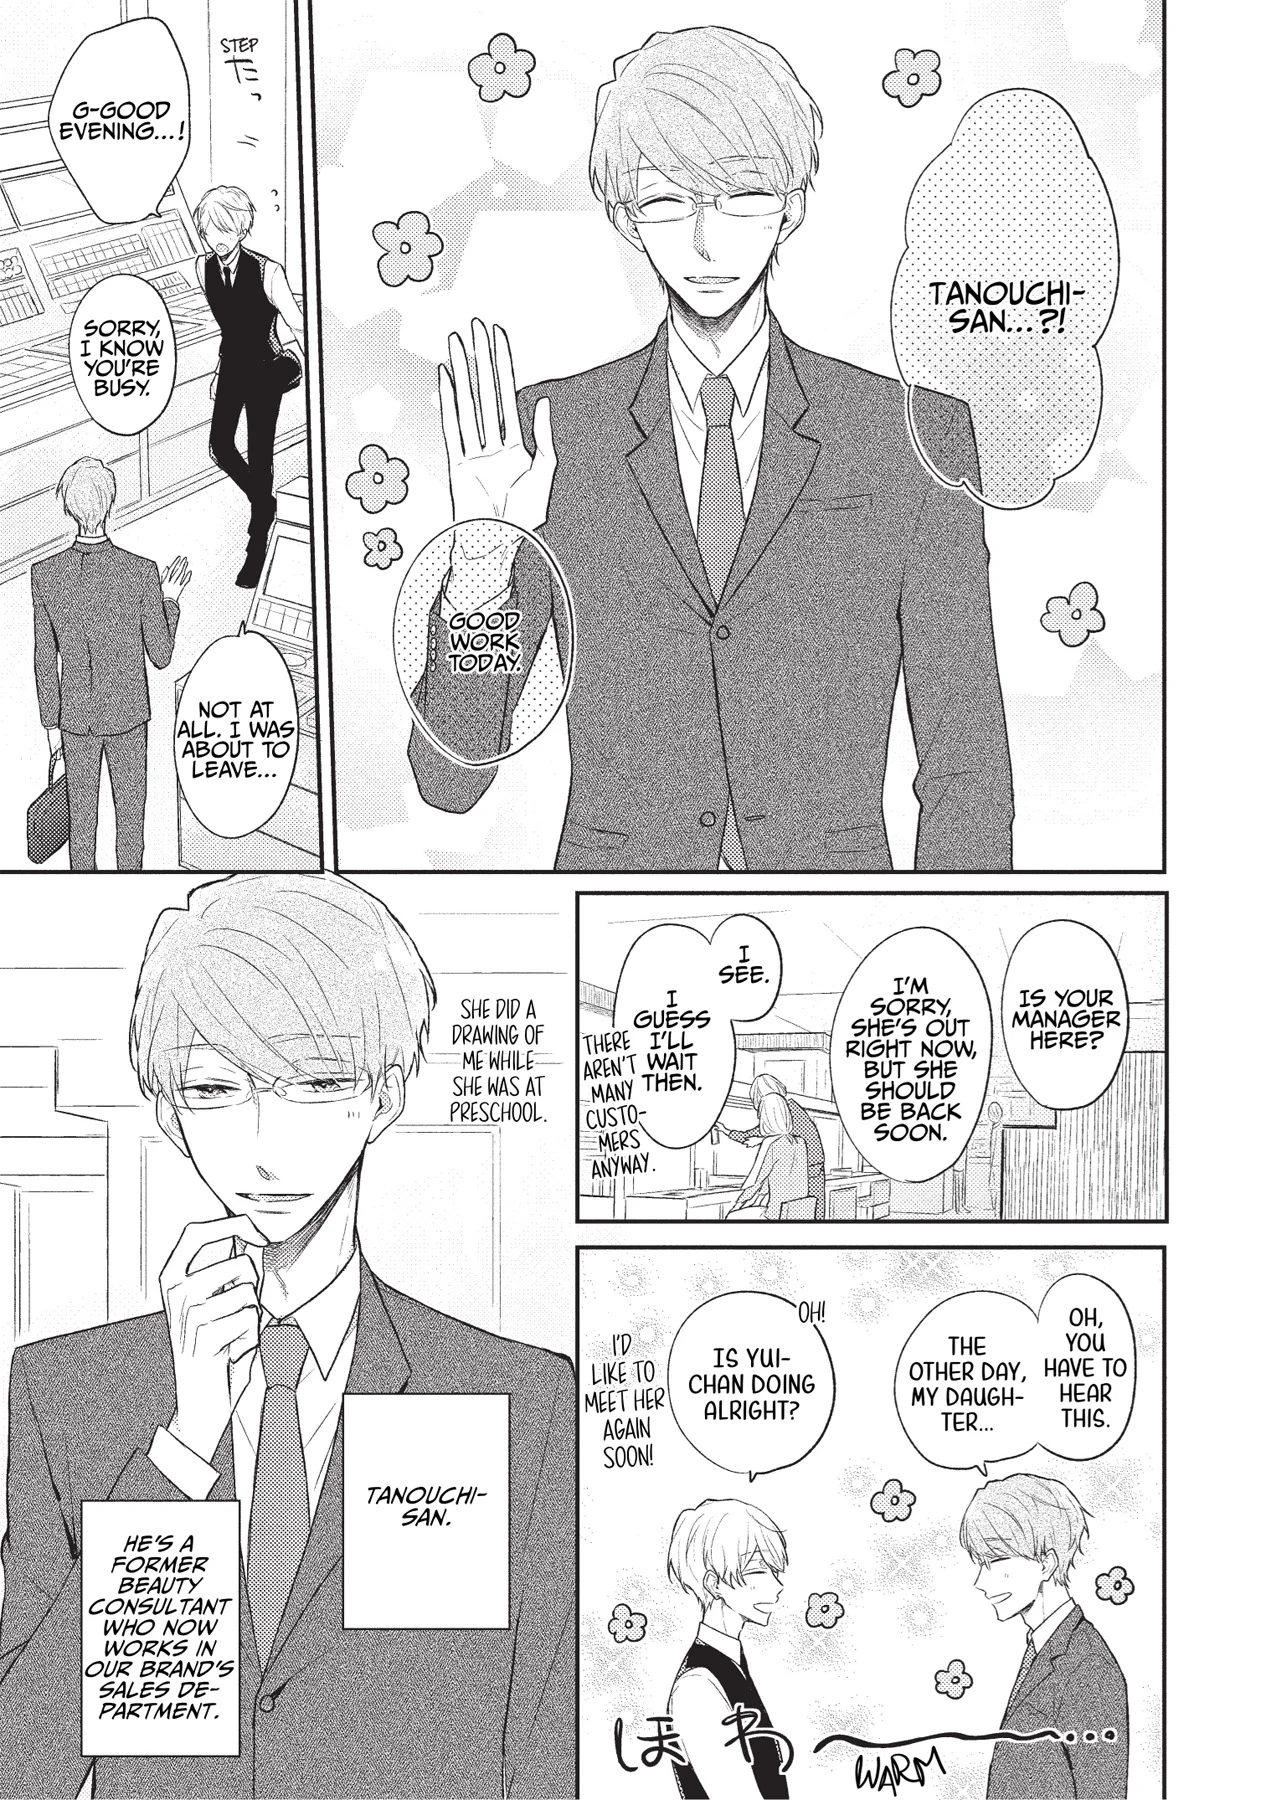 TANOUCHI-
SAN...?!
GOOD
WORK
TODAY.
STEP
たっ
G-GOOD
EVENING...!
SORRY,
I KNOW
YOU'RE
BUSY.
NOT AT
ALL. I WAS
ABOUT TO
LEAVE...
IS YOUR
MANAGER
HERE?
I'M
SORRY,
SHE'S OUT
RIGHT NOW,
BUT SHE
SHOULD
BE BACK
SOON.
I
SEE.
I
GUESS
I'LL
WAIT
THEN.
THERE
AREN'T
MANY
CUSTO-
MERS
ANYWAY.
OH,
YOU
HAVE TO
HEAR
THIS.
THE
OTHER DAY,
MY DAUGH-
TER...
OH!
IS YUI-
CHAN DOING
ALRIGHT?
I'D
LIKE TO
MEET HER
AGAIN
SOON!
ほわ〜...
WARM
SHE DID A
DRAWING OF
ME WHILE
SHE WAS AT
PRESCHOOL.
TANOUCHI-
SAN.
HE'S A
FORMER
BEAUTY
CONSULTANT
WHO NOW
WORKS IN
OUR BRAND'S
SALES DE-
PARTMENT.